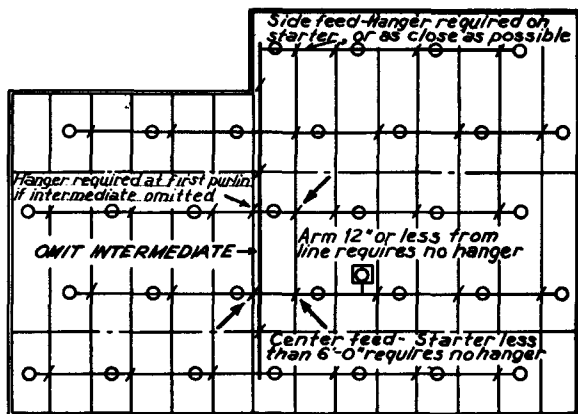 Side feed-Hanger required on
starter, or as close as possible
Hanger required at first purlin
if intermediate omitted
OMIT INTERMEDIATE
Arm 12" or less from
line requires no hanger
Center feed- Starter less
than 6'-0" requires no hanger